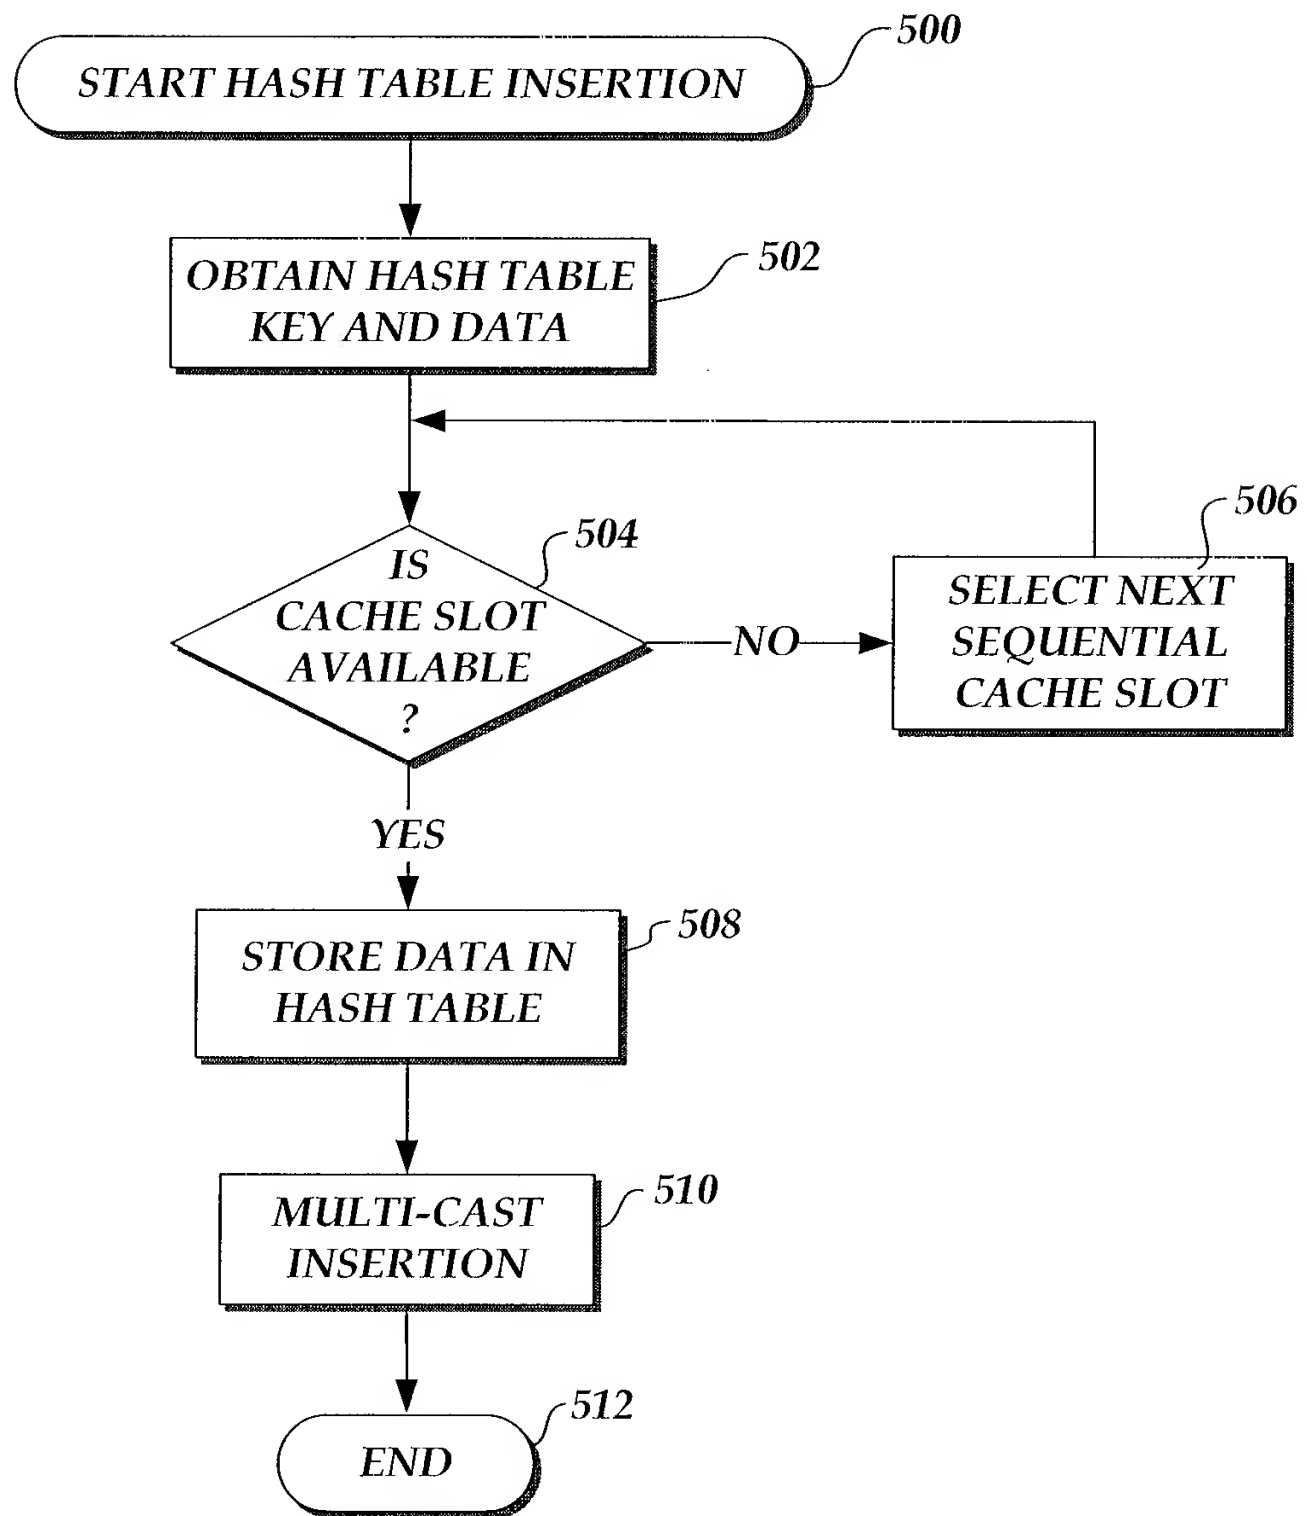 500
START HASH TABLE INSERTION
502
OBTAIN HASH TABLE
KEY AND DATA
504
IS
CACHE SLOT
AVAILABLE
?
NO
506
SELECT NEXT
SEQUENTIAL
CACHE SLOT
YES
508
STORE DATA IN
HASH TABLE
510
MULTI-CAST
INSERTION
512
END